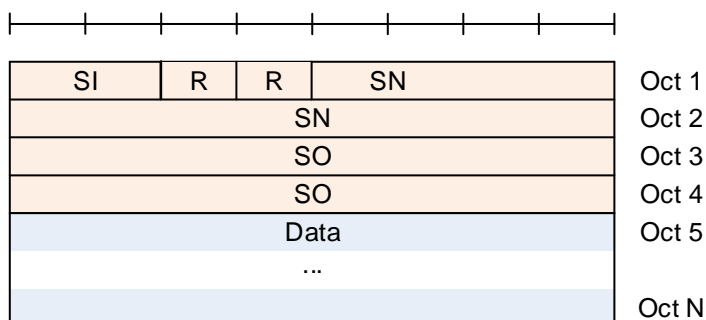 SI R R SN Oct 1
SN Oct 2
SO Oct 3
SO Oct 4
Data Oct 5
...
Oct N